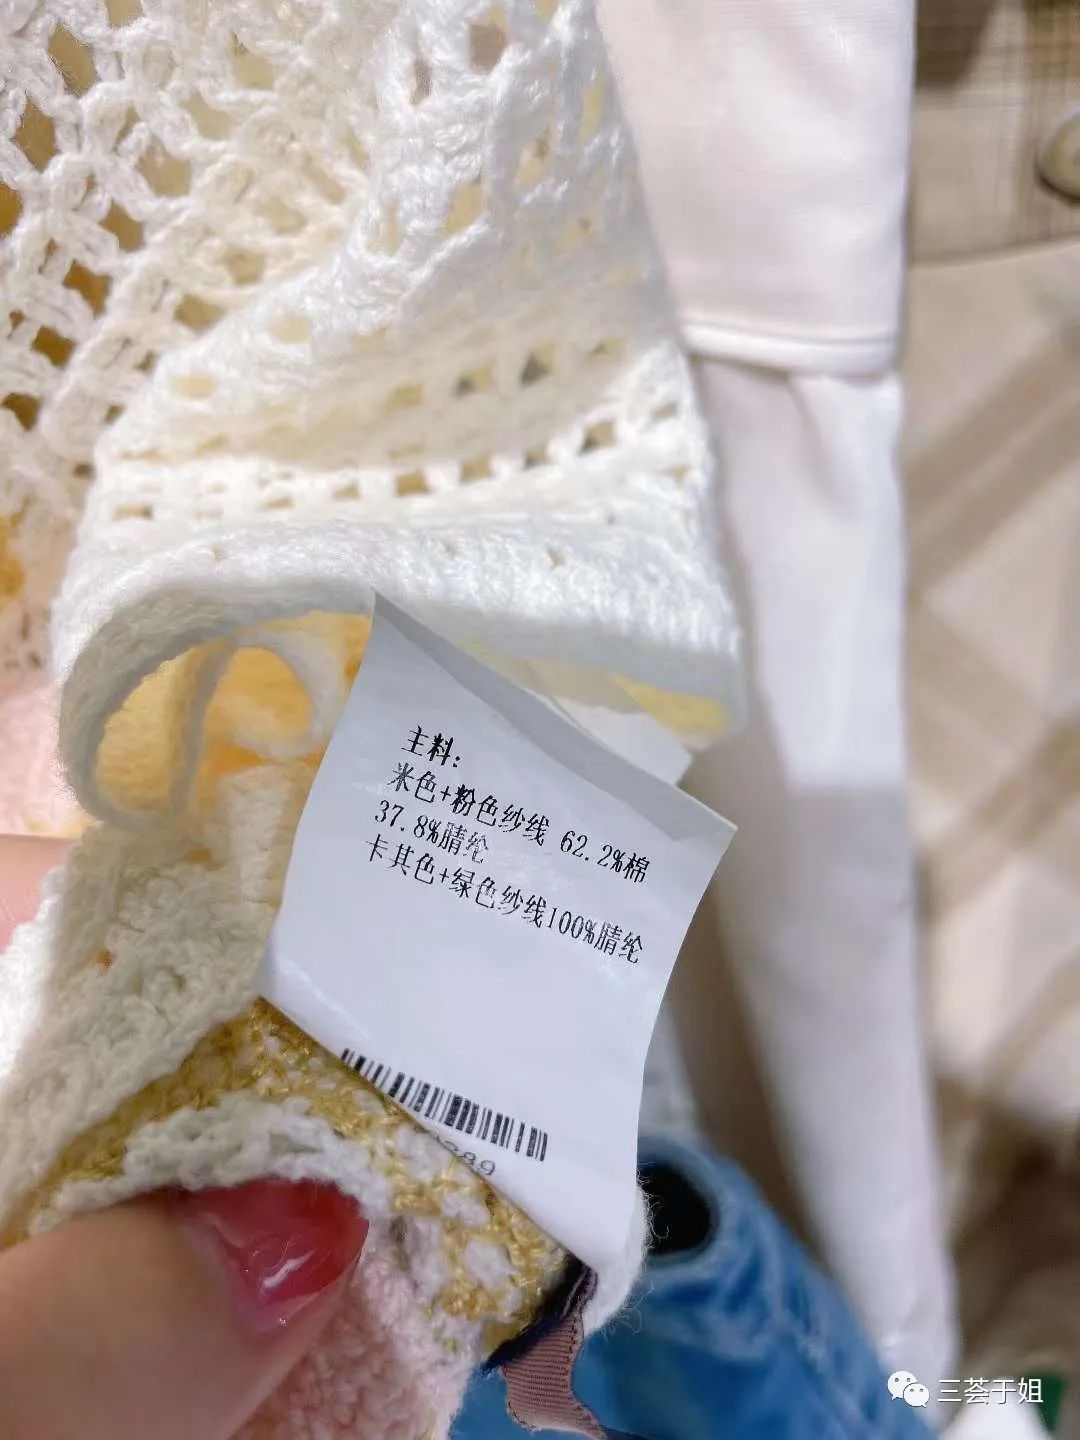 主料:
米色+粉色纱线 62.2%棉
37.8%腈纶
卡其色+绿色纱线100%腈纶
389
三荟于姐